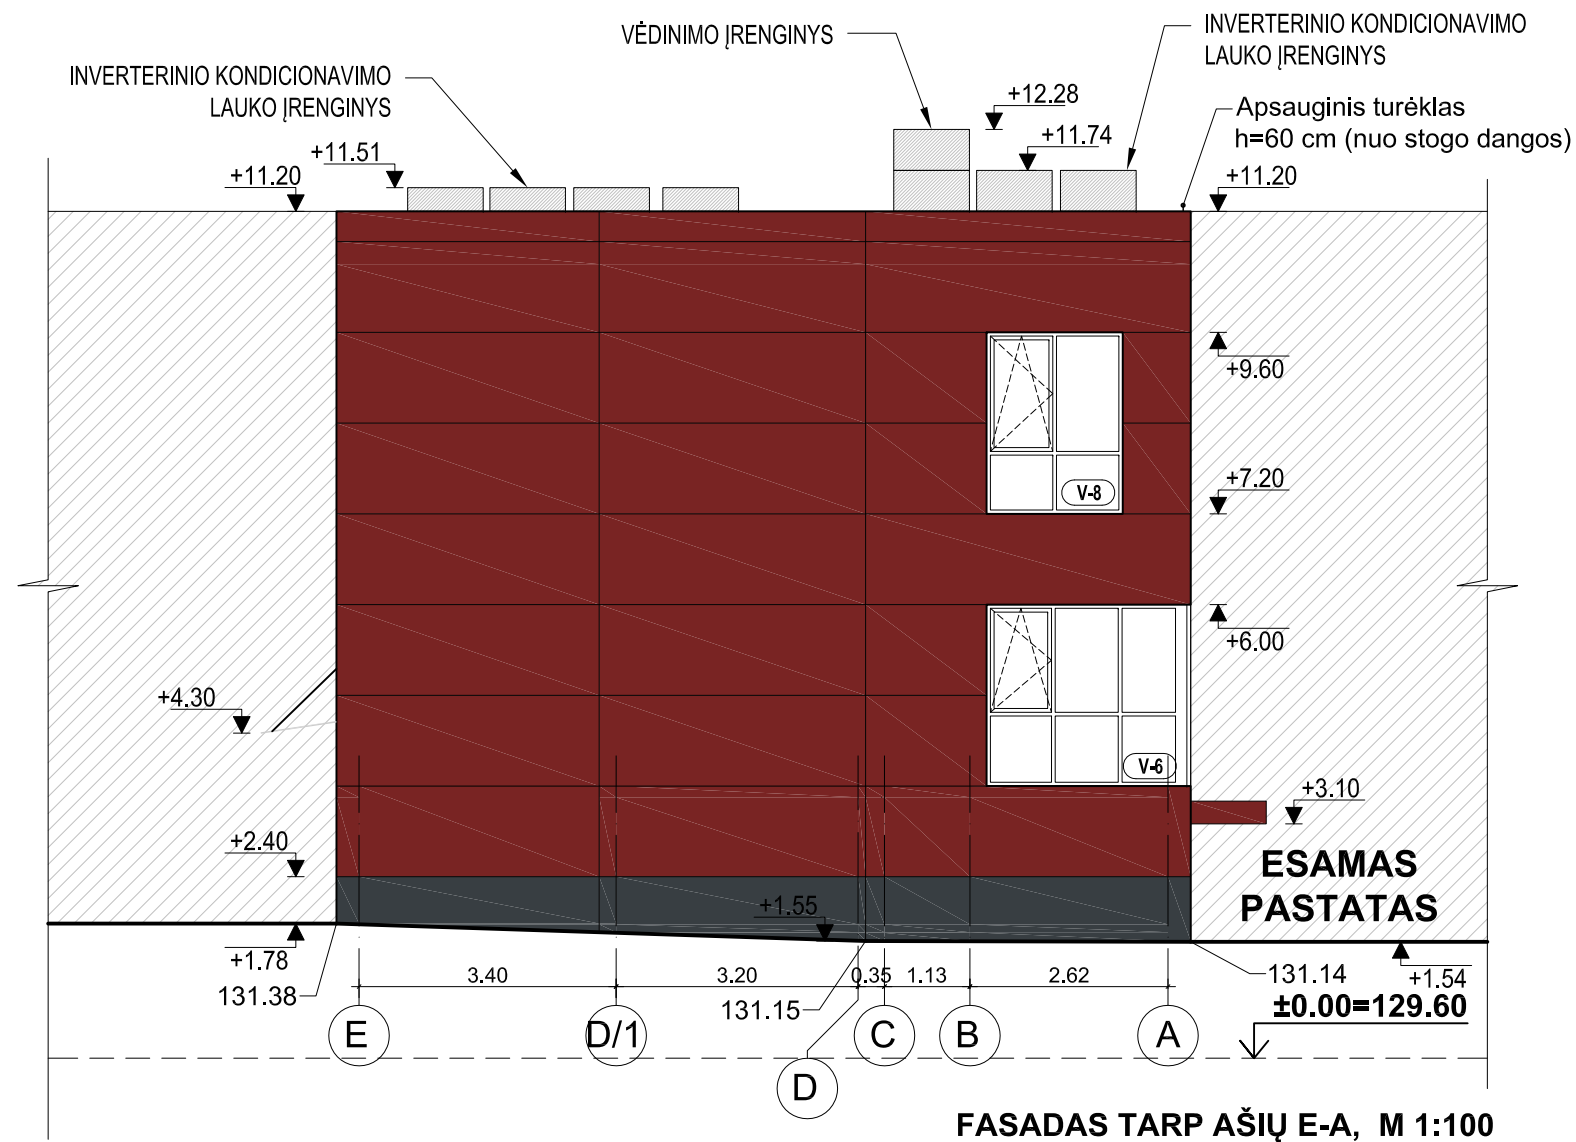 VĖDINIMO ĮRENGINYS
INVERTERINIO KONDICIONAVIMO
LAUKO ĮRENGINYS
INVERTERINIO KONDICIONAVIMO
LAUKO ĮRENGINYS
+12.28
Apsauginis turėklas
h=60 cm (nuo stogo dangos)
+11.74
+11.51
+11.20
+11.20
+9.60
+7.20
V-8
+6.00
+4.30
V-6
+3.10
+2.40
ESAMAS
PASTATAS
+1.55
+1.78
131.38
3.40
3.20
0.35
1.13
2.62
131.15
131.14
+1.54
±0.00=129.60
E
D/1
C
B
A
D
FASADAS TARP AŠIŲ E-A, M 1:100